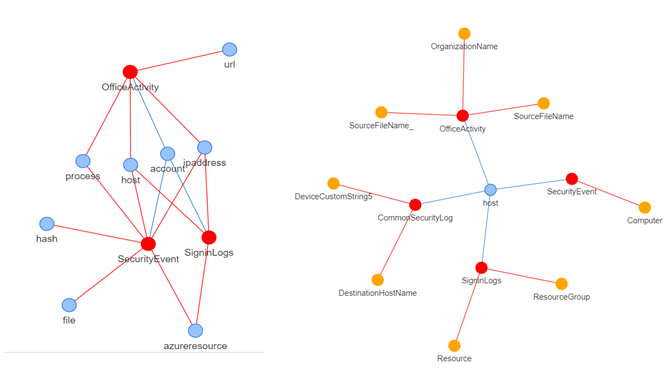 url
OfficeActivity
process
host
account
ipaddress
hash
SecurityEvent
SigninLogs
file
azureresource
OrganizationName
SourceFileName_
OfficeActivity
SourceFileName
DeviceCustomString5
CommonSecurityLog
host
SecurityEvent
Computer
DestinationHostName
SigninLogs
ResourceGroup
Resource